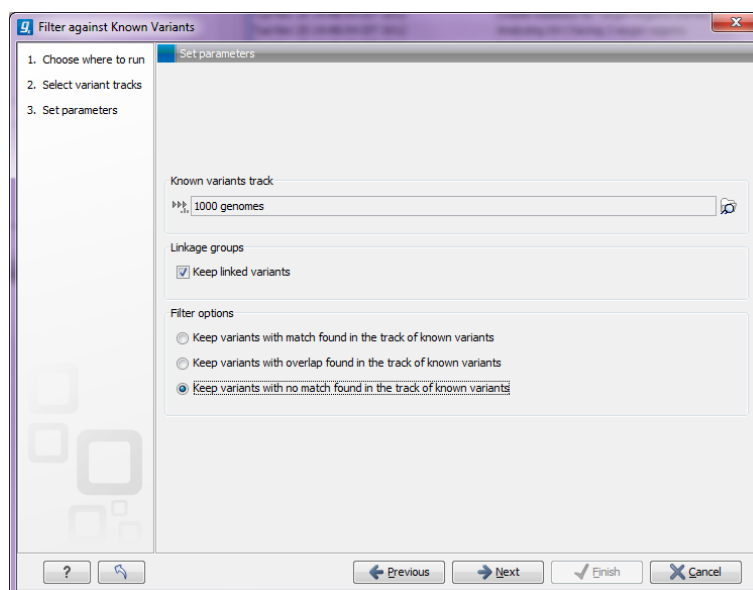 Filter against Known Variants
1. Choose where to run
2. Select variant tracks
3. Set parameters
Set parameters
Known variants track
1000 genomes
Linkage groups
Keep linked variants
Filter options
Keep variants with match found in the track of known variants
Keep variants with overlap found in the track of known variants
Keep variants with no match found in the track of known variants
?
Previous
Next
Finish
Cancel